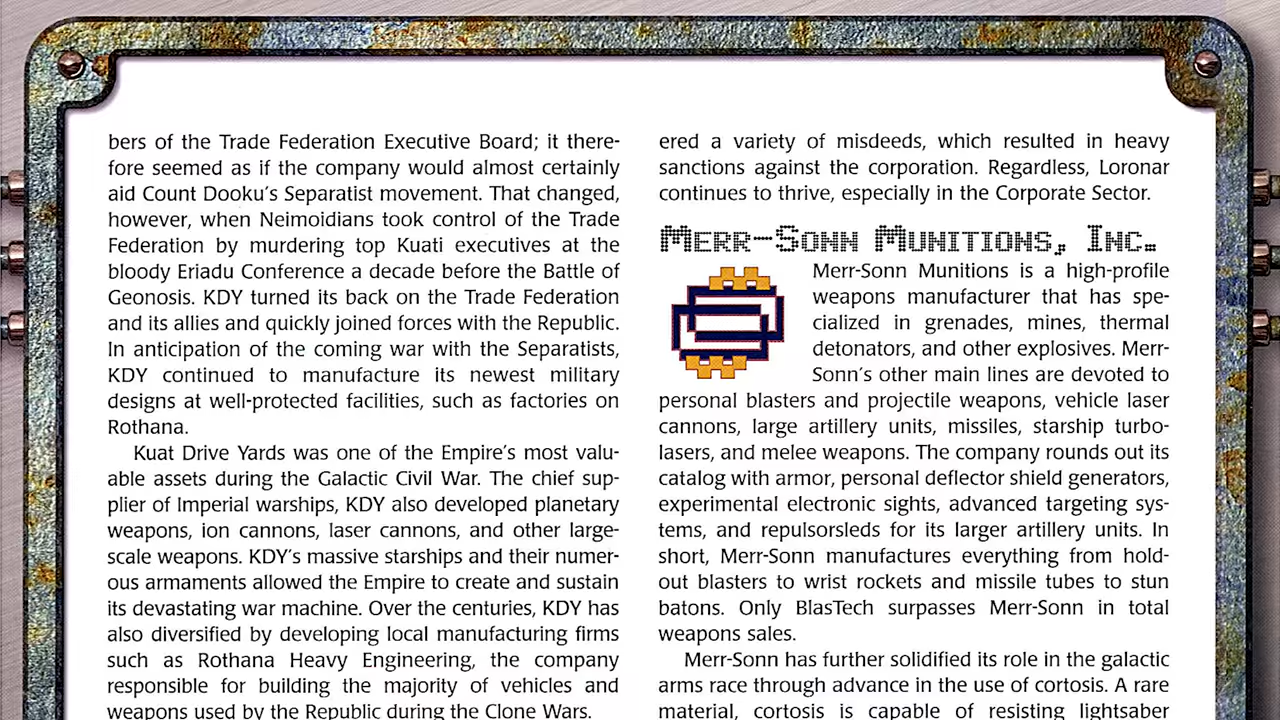 bers of the Trade Federation Executive Board; it there-
fore seemed as if the company would almost certainly
aid Count Dooku's Separatist movement. That changed,
however, when Neimoidians took control of the Trade
Federation by murdering top Kuati executives at the
bloody Eriadu Conference a decade before the Battle of
Geonosis. KDY turned its back on the Trade Federation
and its allies and quickly joined forces with the Republic.
In anticipation of the coming war with the Separatists,
KDY continued to manufacture its newest military
designs at well-protected facilities, such as factories on
Rothana.
Kuat Drive Yards was one of the Empire's most valu-
able assets during the Galactic Civil War. The chief sup-
plier of Imperial warships, KDY also developed planetary
weapons, ion cannons, laser cannons, and other large-
scale weapons. KDY's massive starships and their numer-
ous armaments allowed the Empire to create and sustain
its devastating war machine. Over the centuries, KDY has
also diversified by developing local manufacturing firms
such as Rothana Heavy Engineering, the company
responsible for building the majority of vehicles and
weapons used by the Republic during the Clone Wars.
ered a variety of misdeeds, which resulted in heavy
sanctions against the corporation. Regardless, Loronar
continues to thrive, especially in the Corporate Sector.
Merr-Sonn Munitions, Inc.
Merr-Sonn Munitions is a high-profile
weapons manufacturer that has spe-
cialized in grenades, mines, thermal
detonators, and other explosives. Merr-
Sonn's other main lines are devoted to
personal blasters and projectile weapons, vehicle laser
cannons, large artillery units, missiles, starship turbo-
lasers, and melee weapons. The company rounds out its
catalog with armor, personal deflector shield generators,
experimental electronic sights, advanced targeting sys-
tems, and repulsorsleds for its larger artillery units. In
short, Merr-Sonn manufactures everything from hold-
out blasters to wrist rockets and missile tubes to stun
batons. Only BlasTech surpasses Merr-Sonn in total
weapons sales.
Merr-Sonn has further solidified its role in the galactic
arms race through advance in the use of cortosis. A rare
material, cortosis is capable of resisting lightsaber